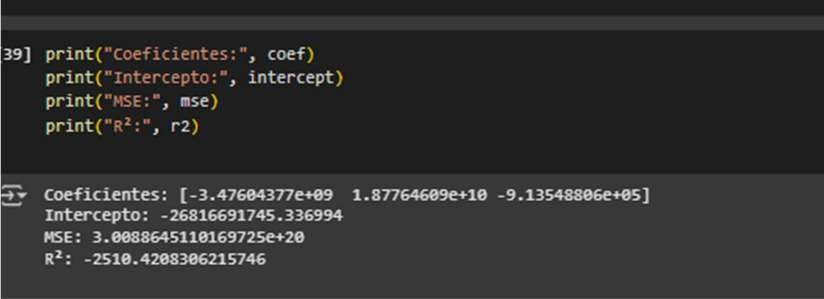 [39] print("Coeficientes:", coef)
print("Intercepto:", intercept)
print("MSE:", mse)
print("R²:", r2)
Coeficientes: [-3.47604377e+09 1.87764609e+10 -9.13548806e+05]
Intercepto: -26816691745.336994
MSE: 3.0088645110169725e+20
R²: -2510.4208306215746